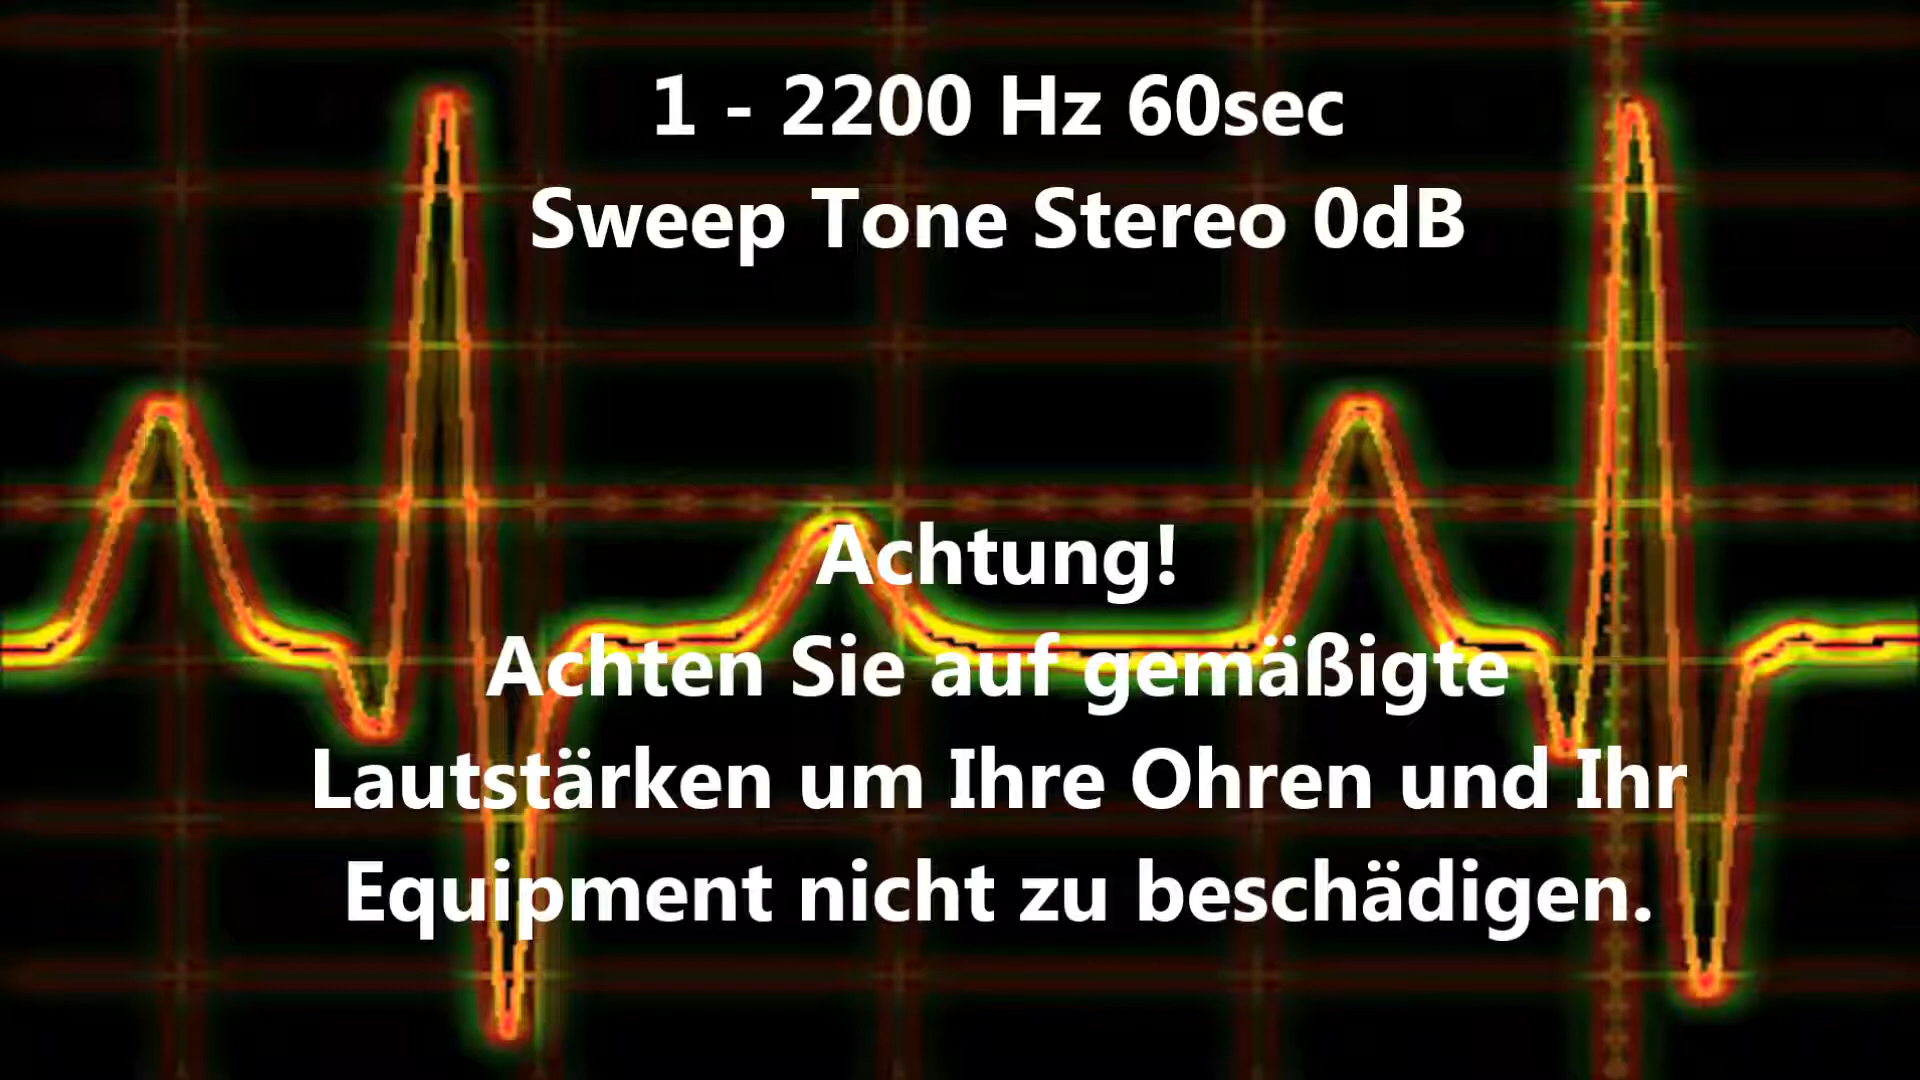 1 - 2200 Hz 60sec
Sweep Tone Stereo 0dB
Achtung!
Achten Sie auf gemäßigte
Lautstärken um Ihre Ohren und Ihr
Equipment nicht zu beschädigen.